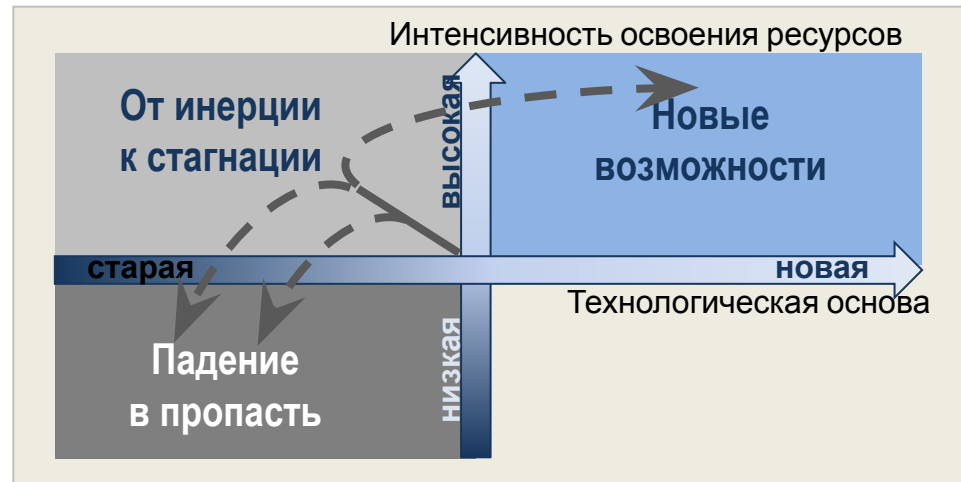 Интенсивность освоения ресурсов
От инерции
к стагнации
высокая
Новые
возможности
старая
новая
Технологическая основа
низкая
Падение
в пропасть